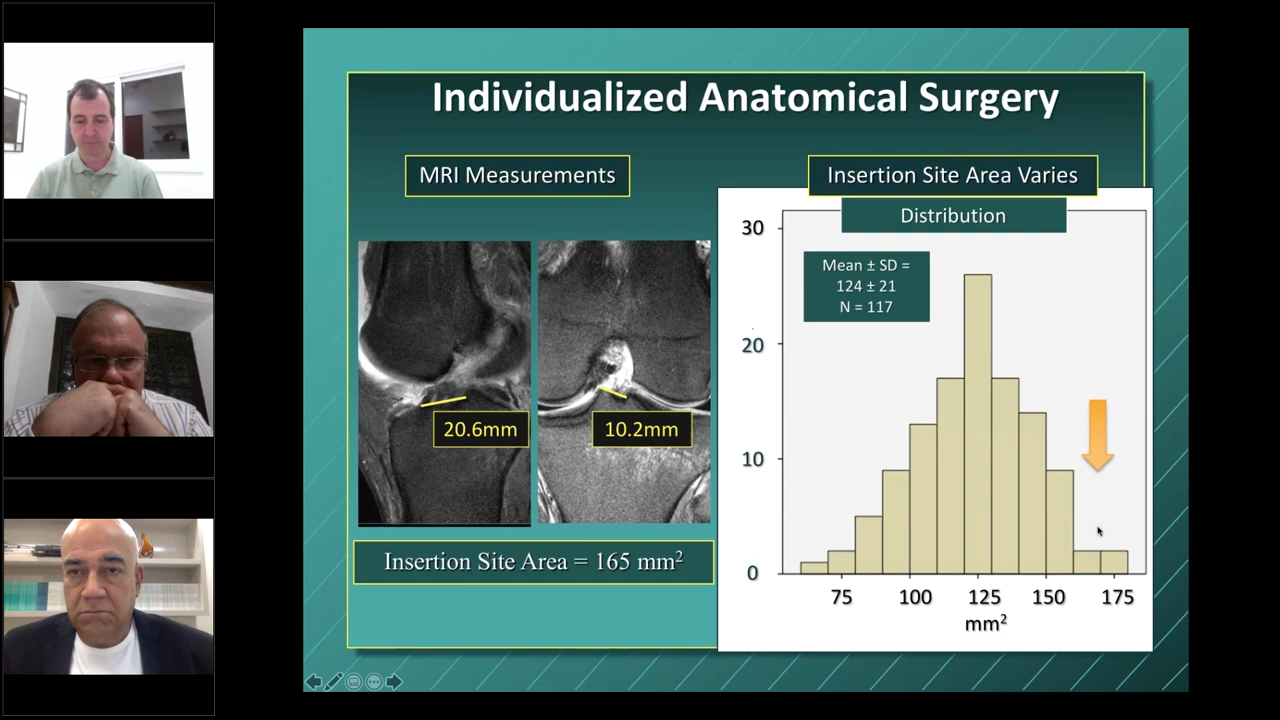 Individualized Anatomical Surgery
MRI Measurements
20.6mm
10.2mm
Insertion Site Area = 165 mm²
Insertion Site Area Varies
Distribution
Mean ± SD =
124 ± 21
N = 117
30
20
10
0
75 100 125 150 175
mm²